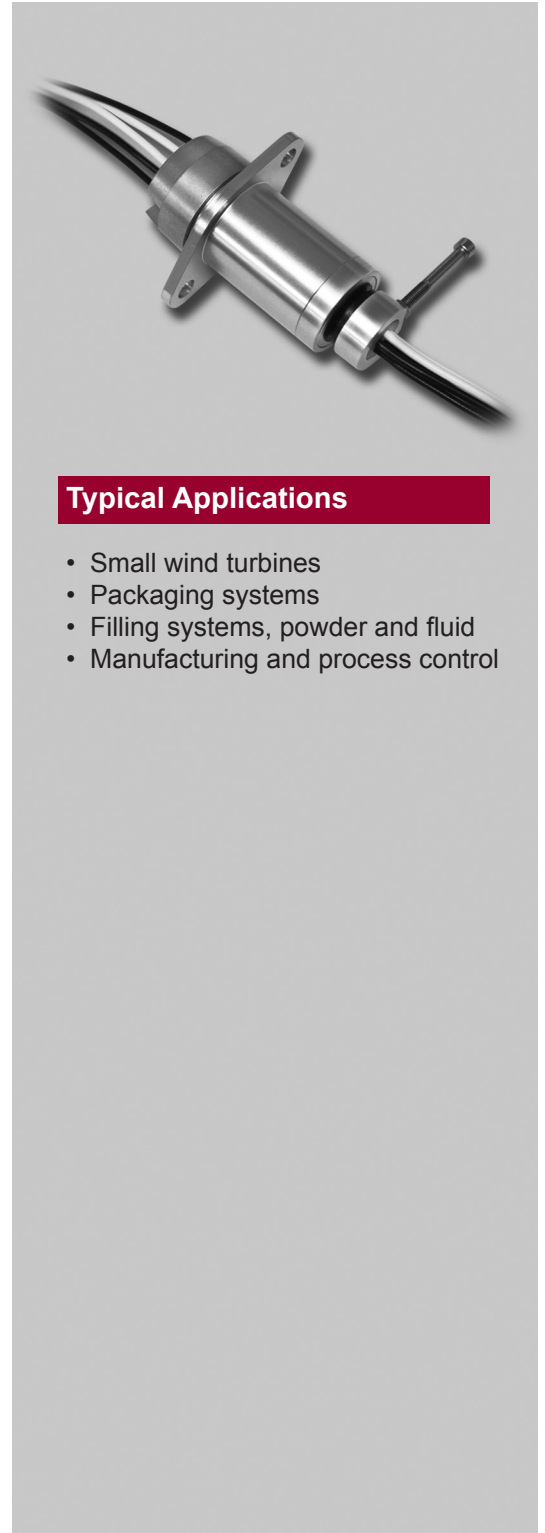 Typical Applications
• Small wind turbines
• Packaging systems
• Filling systems, powder and fluid
• Manufacturing and process control